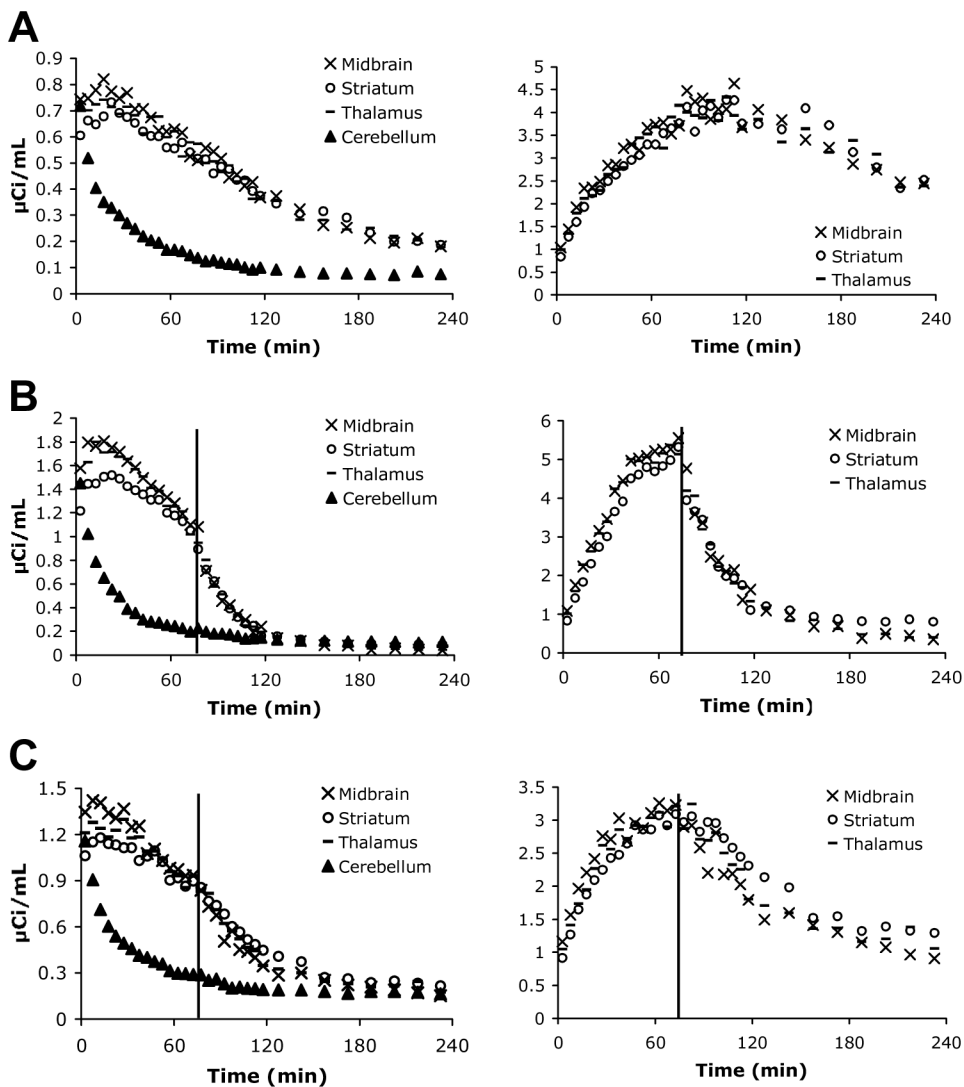 A
µCi/mL
0.9
0.8
0.7
0.6
0.5
0.4
0.3
0.2
0.1
0
0 60 120 180 240
Time (min)
Midbrain
Striatum
Thalamus
Cerebellum
5
4.5
4
3.5
3
2.5
2
1.5
1
0.5
0
0 60 120 180 240
Time (min)
Midbrain
Striatum
Thalamus
B
µCi/mL
2
1.8
1.6
1.4
1.2
1
0.8
0.6
0.4
0.2
0
0 60 120 180 240
Time (min)
Midbrain
Striatum
Thalamus
Cerebellum
6
5
4
3
2
1
0
0 60 120 180 240
Time (min)
Midbrain
Striatum
Thalamus
C
µCi/mL
1.5
1.2
0.9
0.6
0.3
0
0 60 120 180 240
Time (min)
Midbrain
Striatum
Thalamus
Cerebellum
3.5
3
2.5
2
1.5
1
0.5
0
0 60 120 180 240
Time (min)
Midbrain
Striatum
Thalamus